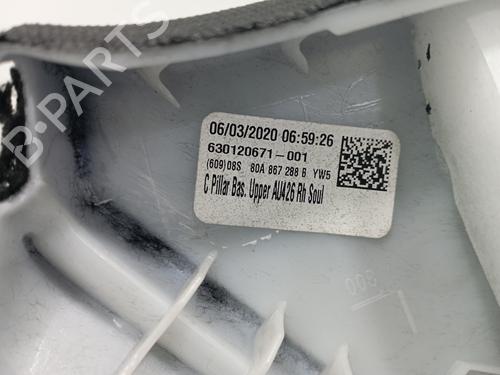 06/03/2020 06:59:26
630120671-001
(609)08S 80A 867 288 B YW5
C Pillar Bas. Upper AU426 Rh Soul
B-PARTS